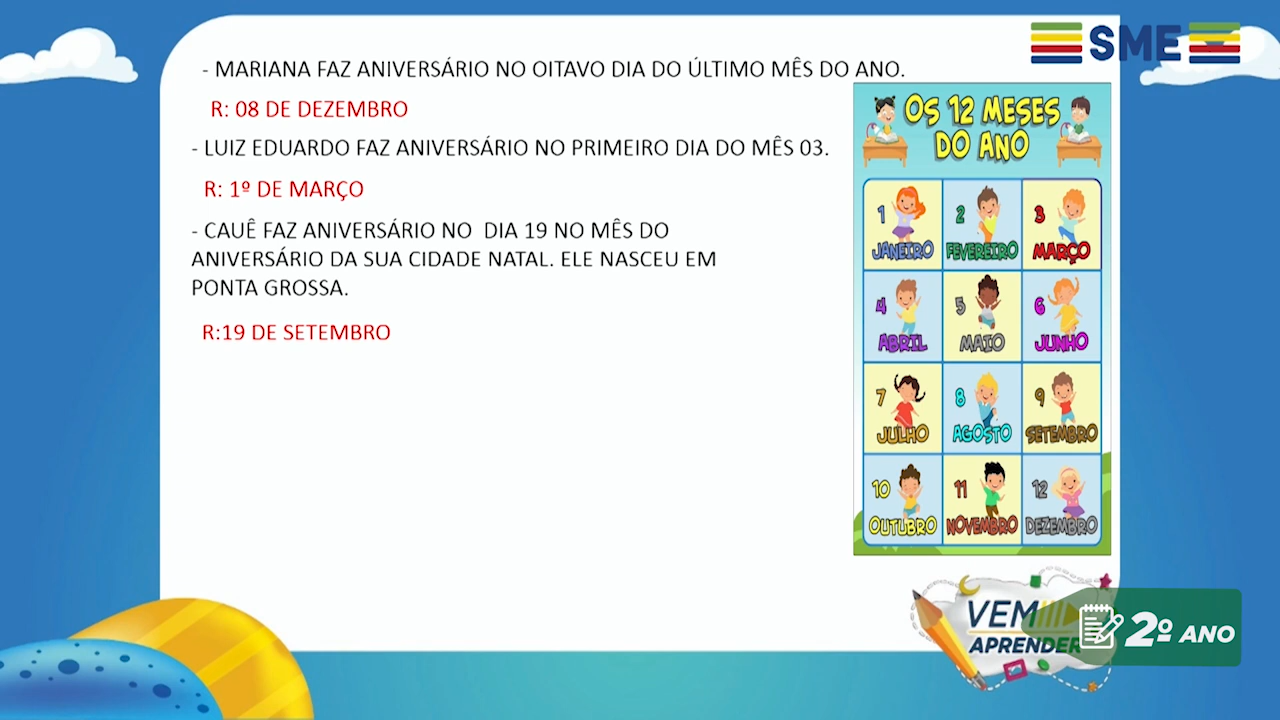 SME
- MARIANA FAZ ANIVERSÁRIO NO OITAVO DIA DO ÚLTIMO MÊS DO ANO.
R: 08 DE DEZEMBRO
- LUIZ EDUARDO FAZ ANIVERSÁRIO NO PRIMEIRO DIA DO MÊS 03.
R: 1º DE MARÇO
- CAUÊ FAZ ANIVERSÁRIO NO  DIA 19 NO MÊS DO
ANIVERSÁRIO DA SUA CIDADE NATAL. ELE NASCEU EM
PONTA GROSSA.
R:19 DE SETEMBRO
OS 12 MESES
DO ANO
1 JANEIRO
2 FEVEREIRO
3 MARÇO
4 ABRIL
5 MAIO
6 JUNHO
7 JULHO
8 AGOSTO
9 SETEMBRO
10 OUTUBRO
11 NOVEMBRO
12 DEZEMBRO
VEM
APRENDER
2º ANO